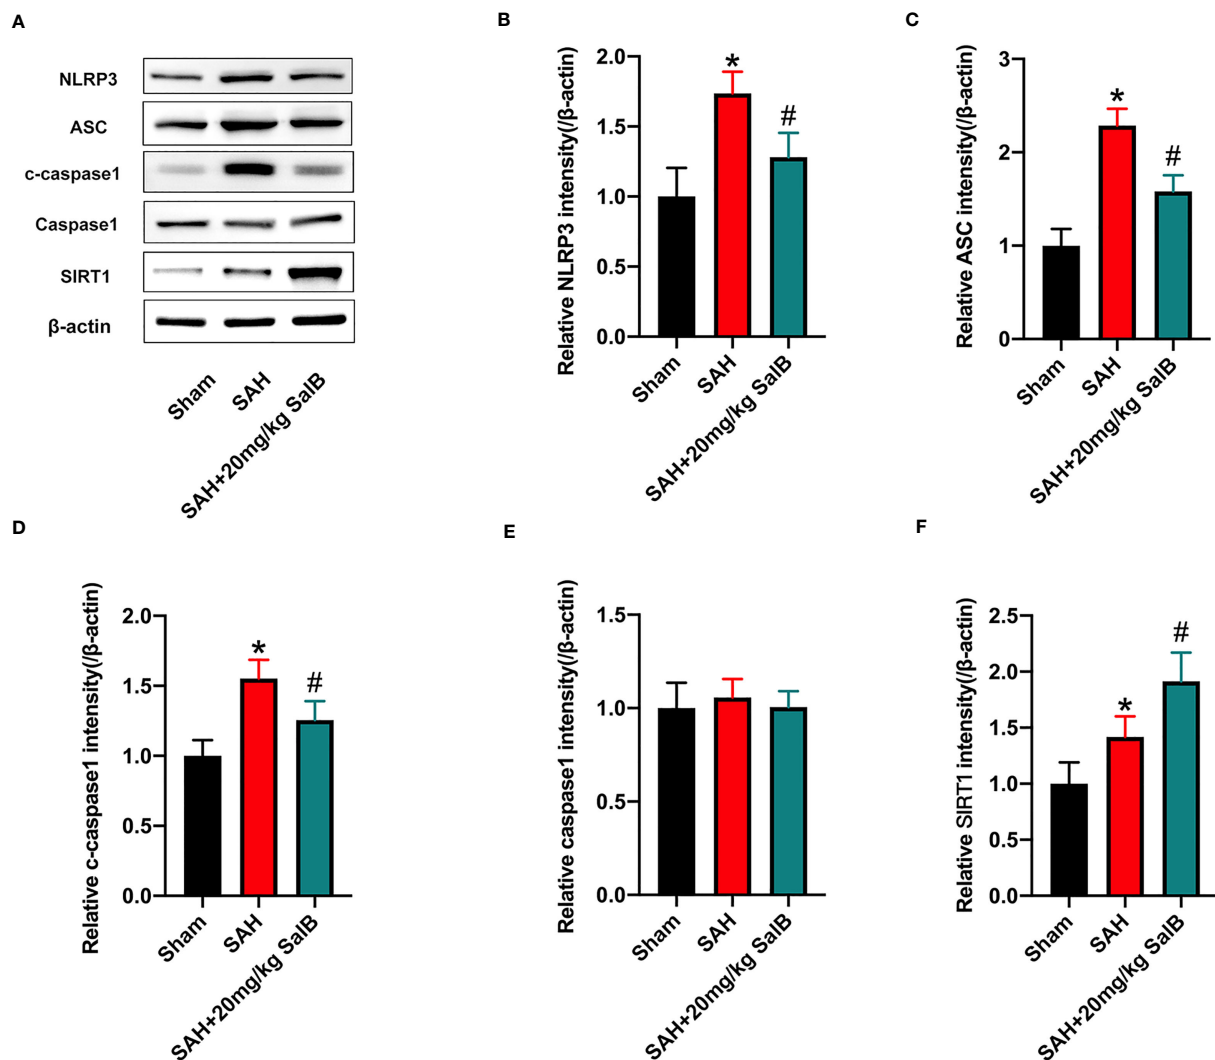 A
NLRP3
ASC
c-caspase1
Caspase1
SIRT1
β-actin
Sham
SAH
SAH+20mg/kg SalB
B
Relative NLRP3 intensity(/β-actin)
2.0
1.5
1.0
0.5
0.0
*
#
Sham
SAH
SAH+20mg/kg SalB
C
Relative ASC intensity(/β-actin)
3
2
1
0
*
#
Sham
SAH
SAH+20mg/kg SalB
D
Relative c-caspase1 intensity(/β-actin)
2.0
1.5
1.0
0.5
0.0
*
#
Sham
SAH
SAH+20mg/kg SalB
E
Relative caspase1 intensity(/β-actin)
1.5
1.0
0.5
0.0
Sham
SAH
SAH+20mg/kg SalB
F
Relative SIRT1 intensity(/β-actin)
2.5
2.0
1.5
1.0
0.5
0.0
*
#
Sham
SAH
SAH+20mg/kg SalB